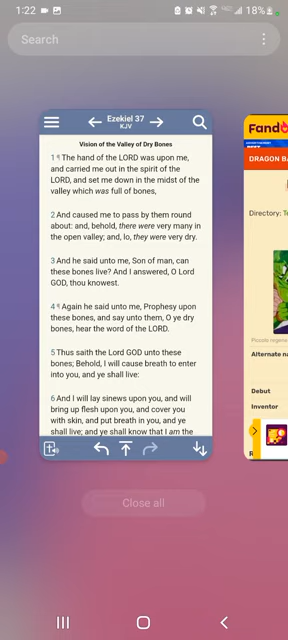 1:22
18%
Search
Ezekiel 37
KJV
Vision of the Valley of Dry Bones
1 ¶ The hand of the LORD was upon me,
and carried me out in the spirit of the
LORD, and set me down in the midst of the
valley which was full of bones,
2 And caused me to pass by them round
about: and, behold, there were very many in
the open valley; and, lo, they were very dry.
3 And he said unto me, Son of man, can
these bones live? And I answered, O Lord
GOD, thou knowest.
4 ¶ Again he said unto me, Prophesy upon
these bones, and say unto them, O ye dry
bones, hear the word of the LORD.
5 Thus saith the Lord GOD unto these
bones; Behold, I will cause breath to enter
into you, and ye shall live:
6 And I will lay sinews upon you, and will
bring up flesh upon you, and cover you
with skin, and put breath in you, and ye
shall live; and ye shall know that I am the
Fand
DRAGON BA
Directory: T
Piccolo regene
Alternate na
Debut
Inventor
R
Close all